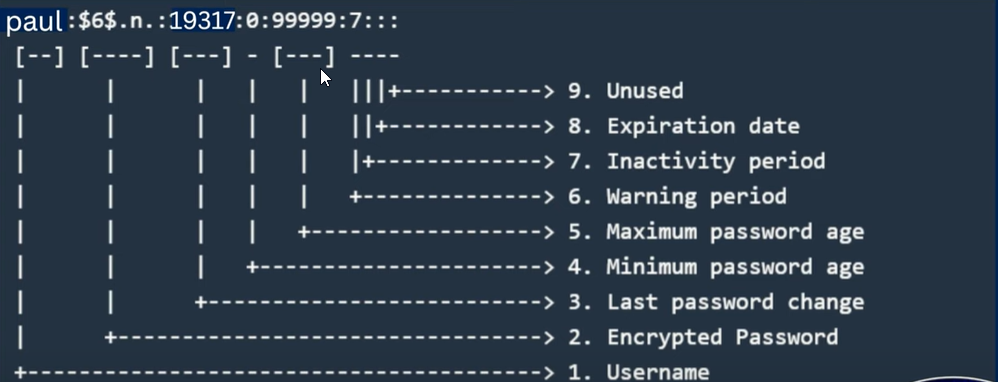 paul:$6$.n.:19317:0:99999:7:::
[--] [----] [---] - [---] ----
|      |      |   |   |   |||+-----------> 9. Unused
|      |      |   |   |   ||+------------> 8. Expiration date
|      |      |   |   |   |+-------------> 7. Inactivity period
|      |      |   |   |   +--------------> 6. Warning period
|      |      |   |   +------------------> 5. Maximum password age
|      |      |   +----------------------> 4. Minimum password age
|      |      +--------------------------> 3. Last password change
|      +---------------------------------> 2. Encrypted Password
+----------------------------------------> 1. Username